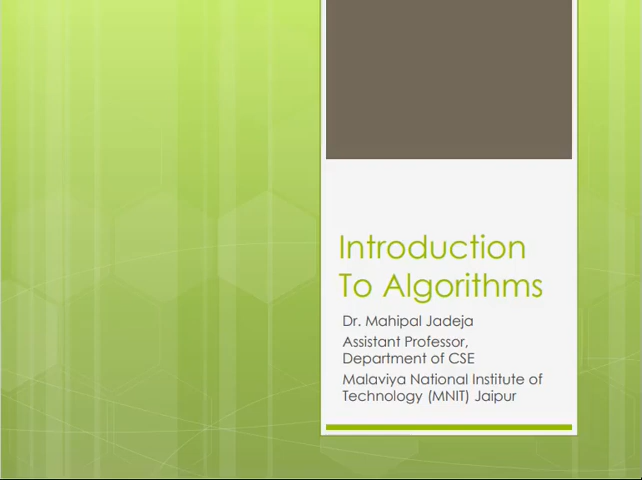 Introduction
To Algorithms
Dr. Mahipal Jadeja
Assistant Professor,
Department of CSE
Malaviya National Institute of
Technology (MNIT) Jaipur